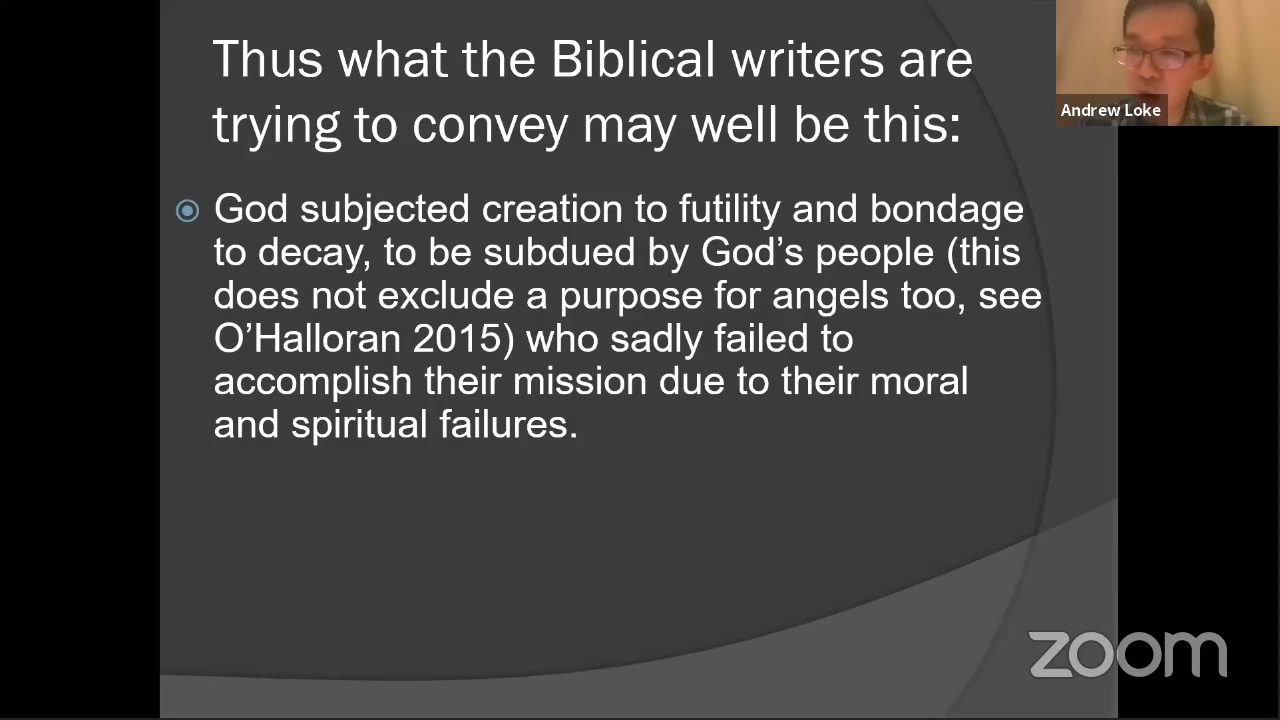 Thus what the Biblical writers are
trying to convey may well be this:
God subjected creation to futility and bondage
to decay, to be subdued by God’s people (this
does not exclude a purpose for angels too, see
O’Halloran 2015) who sadly failed to
accomplish their mission due to their moral
and spiritual failures.
Andrew Loke
zoom